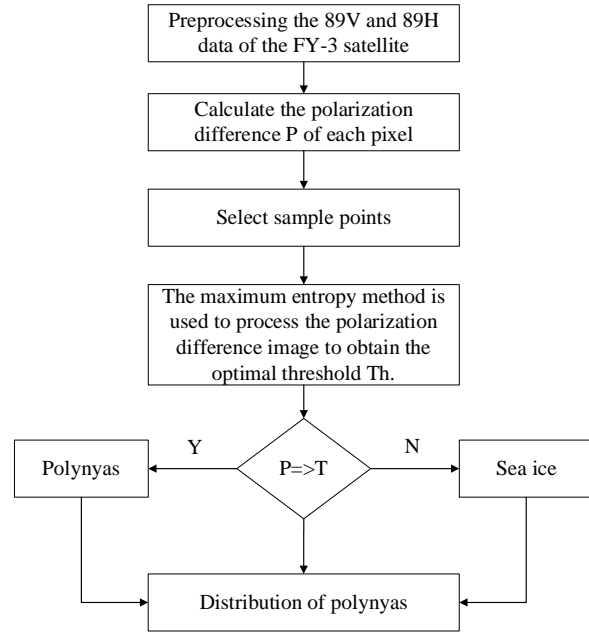 Preprocessing the 89V and 89H
data of the FY-3 satellite
Calculate the polarization
difference P of each pixel
Select sample points
The maximum entropy method is
used to process the polarization
difference image to obtain the
optimal threshold Th.
Y
N
Polynyas
P=>T
Sea ice
Distribution of polynyas